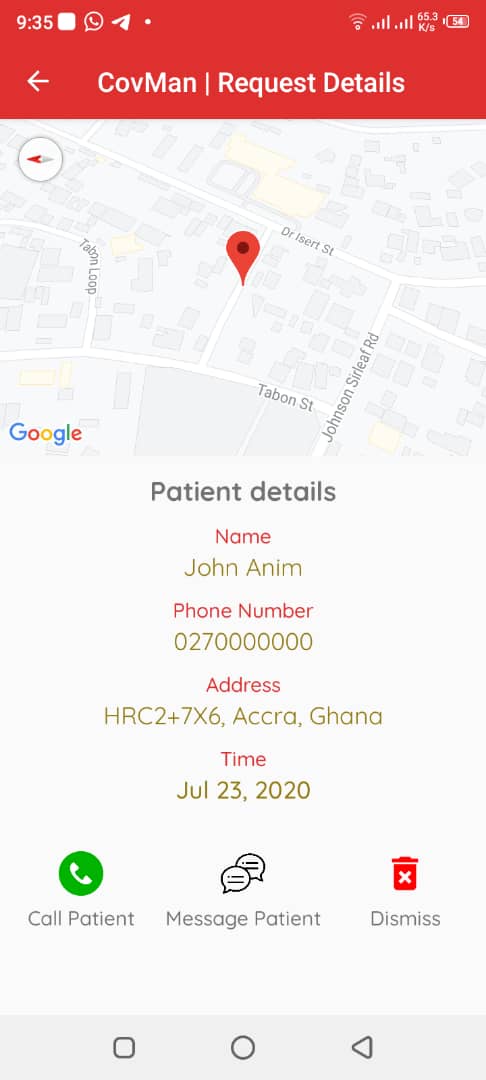 9:35 65.3 K/s 54
CovMan | Request Details
Dr Isert St
Tabon Loop
Johnson Sirleaf Rd
Tabon St
Google
Patient details
Name
John Anim
Phone Number
0270000000
Address
HRC2+7X6, Accra, Ghana
Time
Jul 23, 2020
Call Patient Message Patient Dismiss